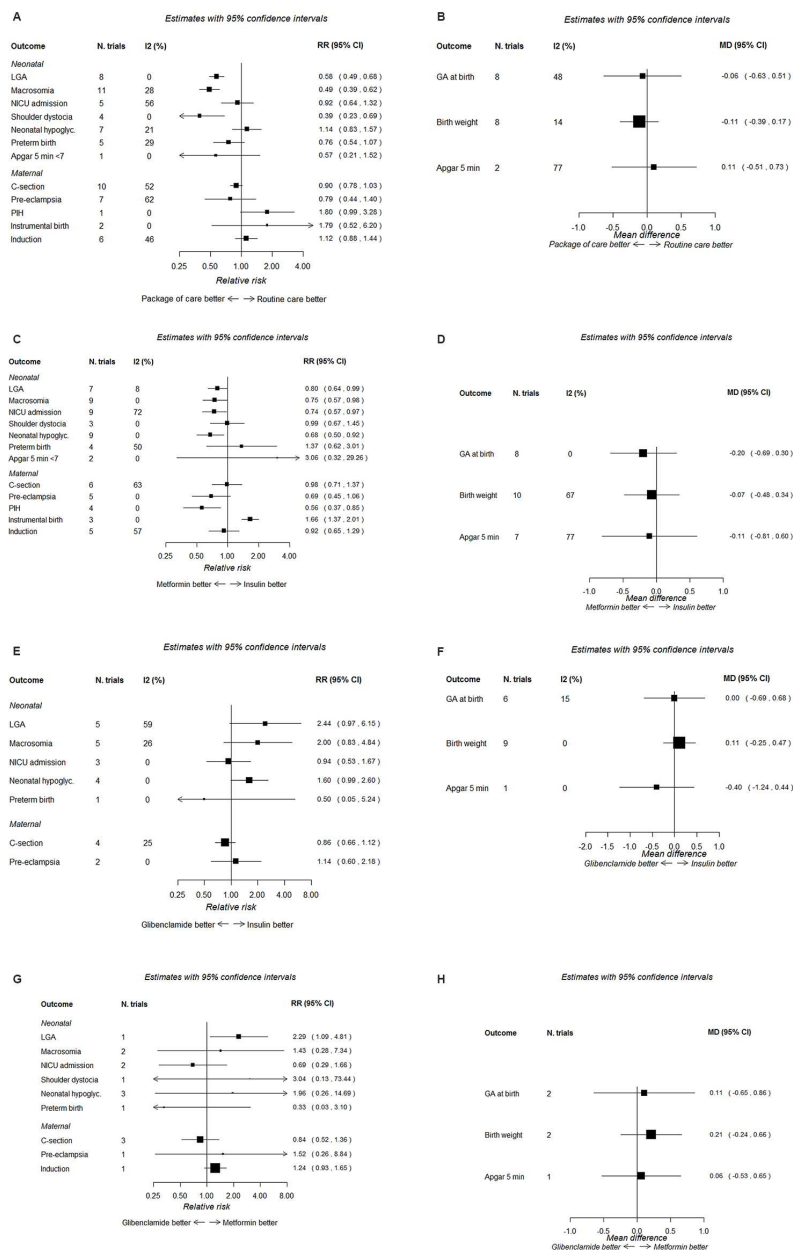 A
Estimates with 95% confidence intervals
Outcome N. trials I2 (%) RR (95% CI)
Neonatal
LGA 8 0 0.58 (0.49 , 0.68)
Macrosomia 11 28 0.49 (0.39 , 0.62)
NICU admission 5 56 0.92 (0.64 , 1.32)
Shoulder dystocia 4 0 0.39 (0.23 , 0.69)
Neonatal hypoglyc. 7 21 1.14 (0.83 , 1.57)
Preterm birth 5 29 0.76 (0.54 , 1.07)
Apgar 5 min <7 1 0 0.57 (0.21 , 1.52)
Maternal
C-section 10 52 0.90 (0.78 , 1.03)
Pre-eclampsia 7 62 0.79 (0.44 , 1.40)
PIH 1 0 1.80 (0.99 , 3.28)
Instrumental birth 2 0 1.79 (0.52 , 6.20)
Induction 6 46 1.12 (0.88 , 1.44)
0.25 0.50 1.00 2.00 4.00
Relative risk
Package of care better Routine care better
B
Estimates with 95% confidence intervals
Outcome N. trials I2 (%) MD (95% CI)
GA at birth 8 48 -0.06 (-0.63 , 0.51)
Birth weight 8 14 -0.11 (-0.39 , 0.17)
Apgar 5 min 2 77 0.11 (-0.51 , 0.73)
-1.0 -0.5 0.0 0.5 1.0
Mean difference
Package of care better Routine care better
C
Estimates with 95% confidence intervals
Outcome N. trials I2 (%) RR (95% CI)
Neonatal
LGA 7 8 0.80 (0.64 , 0.99)
Macrosomia 9 0 0.75 (0.57 , 0.98)
NICU admission 9 72 0.74 (0.57 , 0.97)
Shoulder dystocia 3 0 0.99 (0.67 , 1.45)
Neonatal hypoglyc. 9 0 0.68 (0.50 , 0.92)
Preterm birth 4 50 1.37 (0.62 , 3.01)
Apgar 5 min <7 2 0 3.06 (0.32 , 29.26)
Maternal
C-section 6 63 0.98 (0.71 , 1.37)
Pre-eclampsia 5 0 0.69 (0.45 , 1.06)
PIH 4 0 0.56 (0.37 , 0.85)
Instrumental birth 3 0 1.66 (1.37 , 2.01)
Induction 5 57 0.92 (0.65 , 1.29)
0.25 0.50 1.00 2.00 4.00
Relative risk
Metformin better Insulin better
D
Estimates with 95% confidence intervals
Outcome N. trials I2 (%) MD (95% CI)
GA at birth 8 0 -0.20 (-0.69 , 0.30)
Birth weight 10 67 -0.07 (-0.48 , 0.34)
Apgar 5 min 7 77 -0.11 (-0.81 , 0.60)
-1.0 -0.5 0.0 0.5 1.0
Mean difference
Metformin better Insulin better
E
Estimates with 95% confidence intervals
Outcome N. trials I2 (%) RR (95% CI)
Neonatal
LGA 5 59 2.44 (0.97 , 6.15)
Macrosomia 5 26 2.00 (0.83 , 4.84)
NICU admission 3 0 0.94 (0.53 , 1.67)
Neonatal hypoglyc. 4 0 1.60 (0.99 , 2.60)
Preterm birth 1 0 0.50 (0.05 , 5.24)
Maternal
C-section 4 25 0.86 (0.66 , 1.12)
Pre-eclampsia 2 0 1.14 (0.60 , 2.18)
0.25 0.50 1.00 2.00 4.00 8.00
Relative risk
Glibenclamide better Insulin better
F
Estimates with 95% confidence intervals
Outcome N. trials I2 (%) MD (95% CI)
GA at birth 6 15 0.00 (-0.69 , 0.68)
Birth weight 9 0 0.11 (-0.25 , 0.47)
Apgar 5 min 1 0 -0.40 (-1.24 , 0.44)
-2.0 -1.5 -1.0 -0.5 0.0 0.5 1.0
Mean difference
Glibenclamide better Insulin better
G
Estimates with 95% confidence intervals
Outcome N. trials RR (95% CI)
Neonatal
LGA 1 2.29 (1.09 , 4.81)
Macrosomia 2 1.43 (0.28 , 7.34)
NICU admission 2 0.69 (0.29 , 1.66)
Shoulder dystocia 1 3.04 (0.13 , 73.44)
Neonatal hypoglyc. 3 1.96 (0.26 , 14.69)
Preterm birth 1 0.33 (0.03 , 3.10)
Maternal
C-section 3 0.84 (0.52 , 1.36)
Pre-eclampsia 1 1.52 (0.26 , 8.84)
Induction 1 1.24 (0.93 , 1.65)
0.25 0.50 1.00 2.00 4.00 8.00
Relative risk
Glibenclamide better Metformin better
H
Estimates with 95% confidence intervals
Outcome N. trials MD (95% CI)
GA at birth 2 0.11 (-0.65 , 0.86)
Birth weight 2 0.21 (-0.24 , 0.66)
Apgar 5 min 1 0.06 (-0.53 , 0.65)
-1.0 -0.5 0.0 0.5 1.0
Mean difference
Glibenclamide better Metformin better